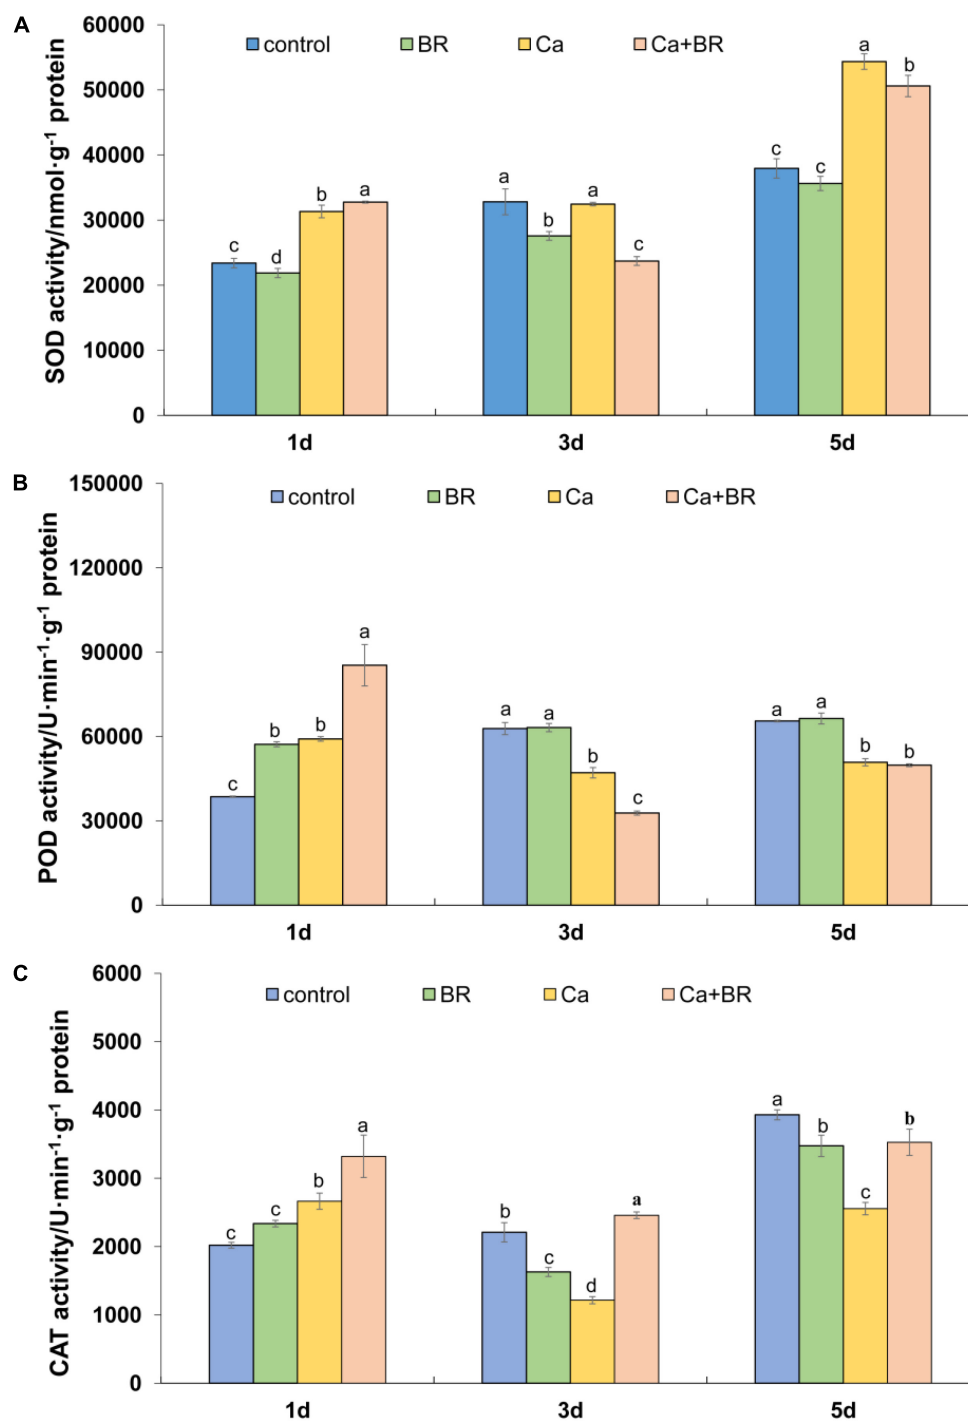 A
SOD activity/nmol·g-1 protein
60000
50000
40000
30000
20000
10000
0
control BR Ca Ca+BR
c d b a
a b a c
c c a b
1d 3d 5d
B
POD activity/U·min-1·g-1 protein
150000
120000
90000
60000
30000
0
control BR Ca Ca+BR
c b b a
a a b c
a a b b
1d 3d 5d
C
CAT activity/U·min-1·g-1 protein
6000
5000
4000
3000
2000
1000
0
control BR Ca Ca+BR
c c b a
b c d a
a b c b
1d 3d 5d